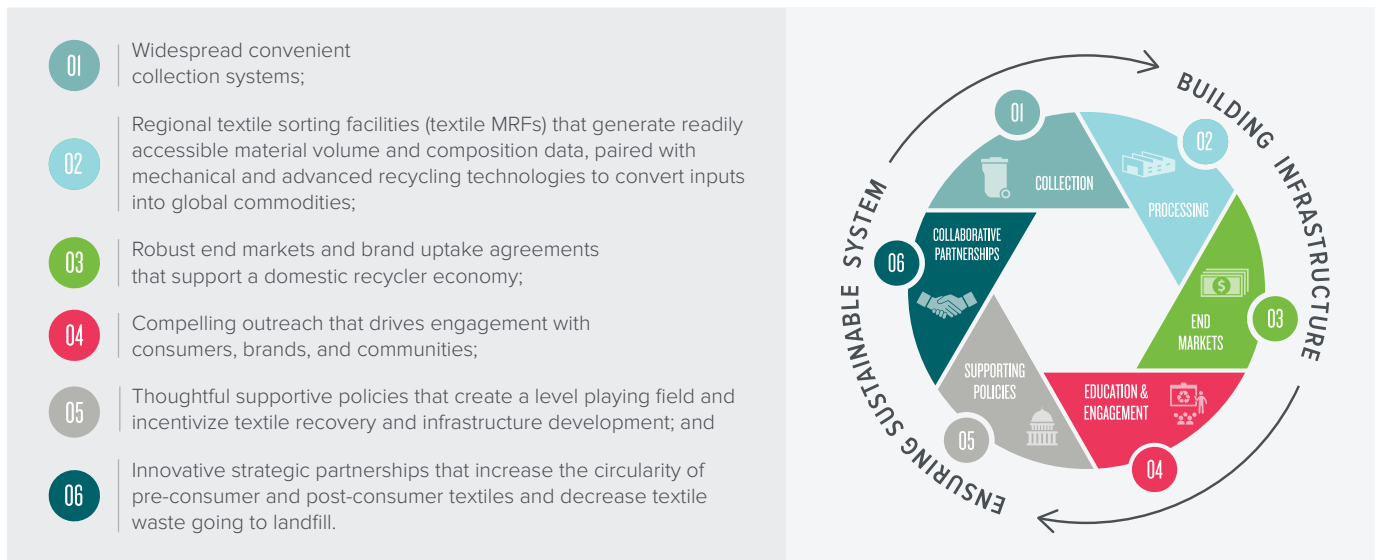 01
Widespread convenient
collection systems;
02
Regional textile sorting facilities (textile MRFs) that generate readily
accessible material volume and composition data, paired with
mechanical and advanced recycling technologies to convert inputs
into global commodities;
03
Robust end markets and brand uptake agreements
that support a domestic recycler economy;
04
Compelling outreach that drives engagement with
consumers, brands, and communities;
05
Thoughtful supportive policies that create a level playing field and
incentivize textile recovery and infrastructure development; and
06
Innovative strategic partnerships that increase the circularity of
pre-consumer and post-consumer textiles and decrease textile
waste going to landfill.
BUILDING INFRASTRUCTURE
ENSURING SUSTAINABLE SYSTEM
01
COLLECTION
02
PROCESSING
03
$
END
MARKETS
04
EDUCATION &
ENGAGEMENT
05
SUPPORTING
POLICIES
06
COLLABORATIVE
PARTNERSHIPS